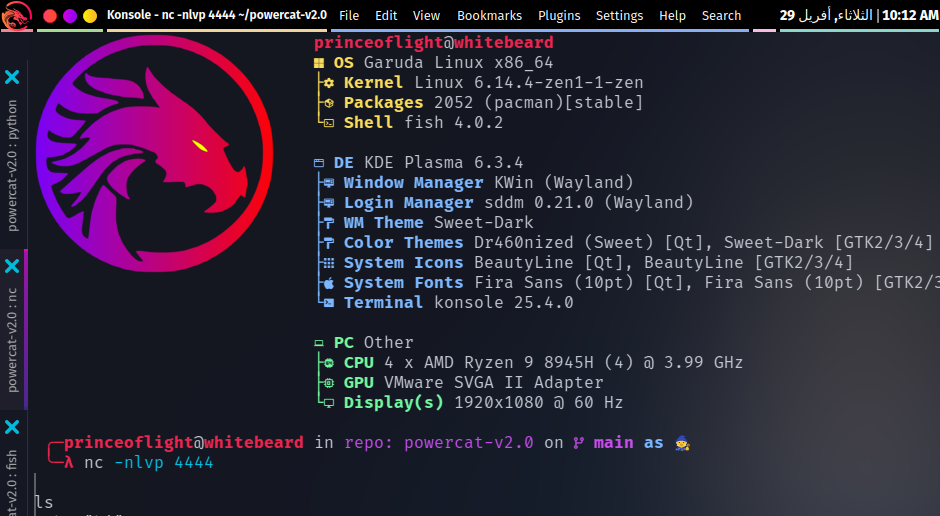 Konsole - nc -nlvp 4444 ~/powercat-v2.0 File Edit View Bookmarks Plugins Settings Help Search الثلاثاء, أفريل 29 | 10:12 AM
powercat-v2.0 : python
powercat-v2.0 : nc
cat-v2.0 : fish
princeoflight@whitebeard
OS Garuda Linux x86_64
Kernel Linux 6.14.4-zen1-1-zen
Packages 2052 (pacman)[stable]
Shell fish 4.0.2
DE KDE Plasma 6.3.4
Window Manager KWin (Wayland)
Login Manager sddm 0.21.0 (Wayland)
WM Theme Sweet-Dark
Color Themes Dr460nized (Sweet) [Qt], Sweet-Dark [GTK2/3/4]
System Icons BeautyLine [Qt], BeautyLine [GTK2/3/4]
System Fonts Fira Sans (10pt) [Qt], Fira Sans (10pt) [GTK2/3
Terminal konsole 25.4.0
PC Other
CPU 4 x AMD Ryzen 9 8945H (4) @ 3.99 GHz
GPU VMware SVGA II Adapter
Display(s) 1920x1080 @ 60 Hz
princeoflight@whitebeard in repo: powercat-v2.0 on main as
λ nc -nlvp 4444
ls